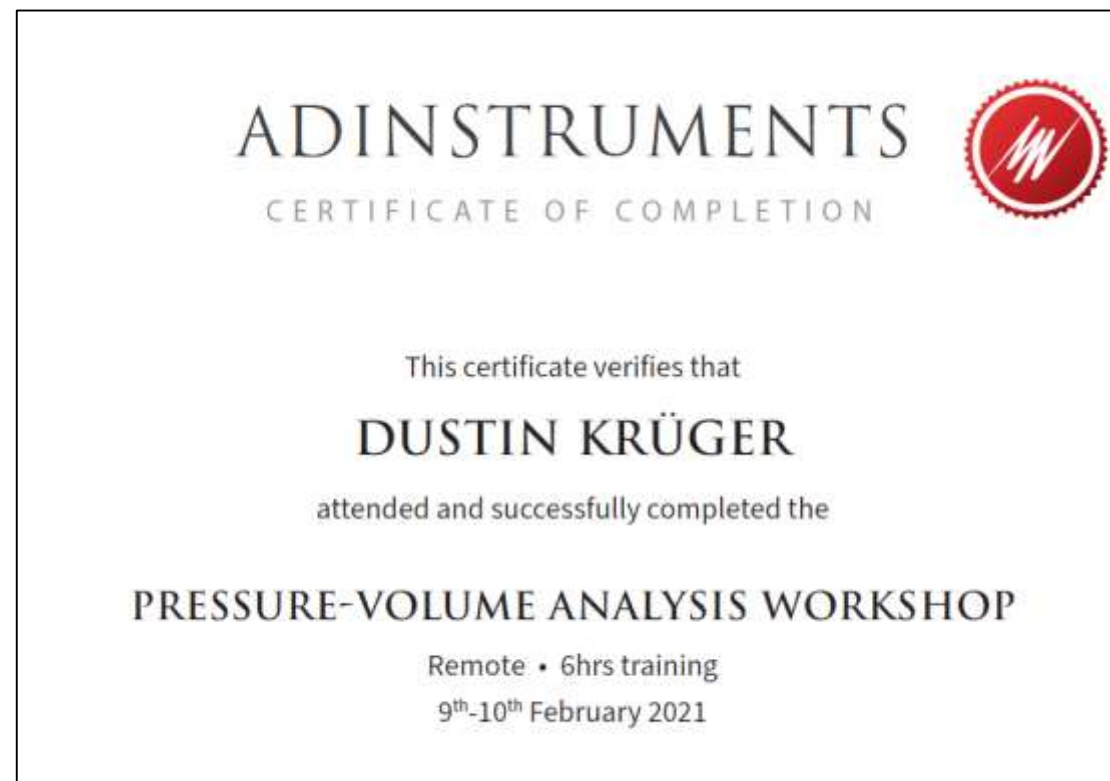 ADINSTRUMENTS
CERTIFICATE OF COMPLETION
This certificate verifies that
DUSTIN KRÜGER
attended and successfully completed the
PRESSURE-VOLUME ANALYSIS WORKSHOP
Remote • 6hrs training
9th-10th February 2021